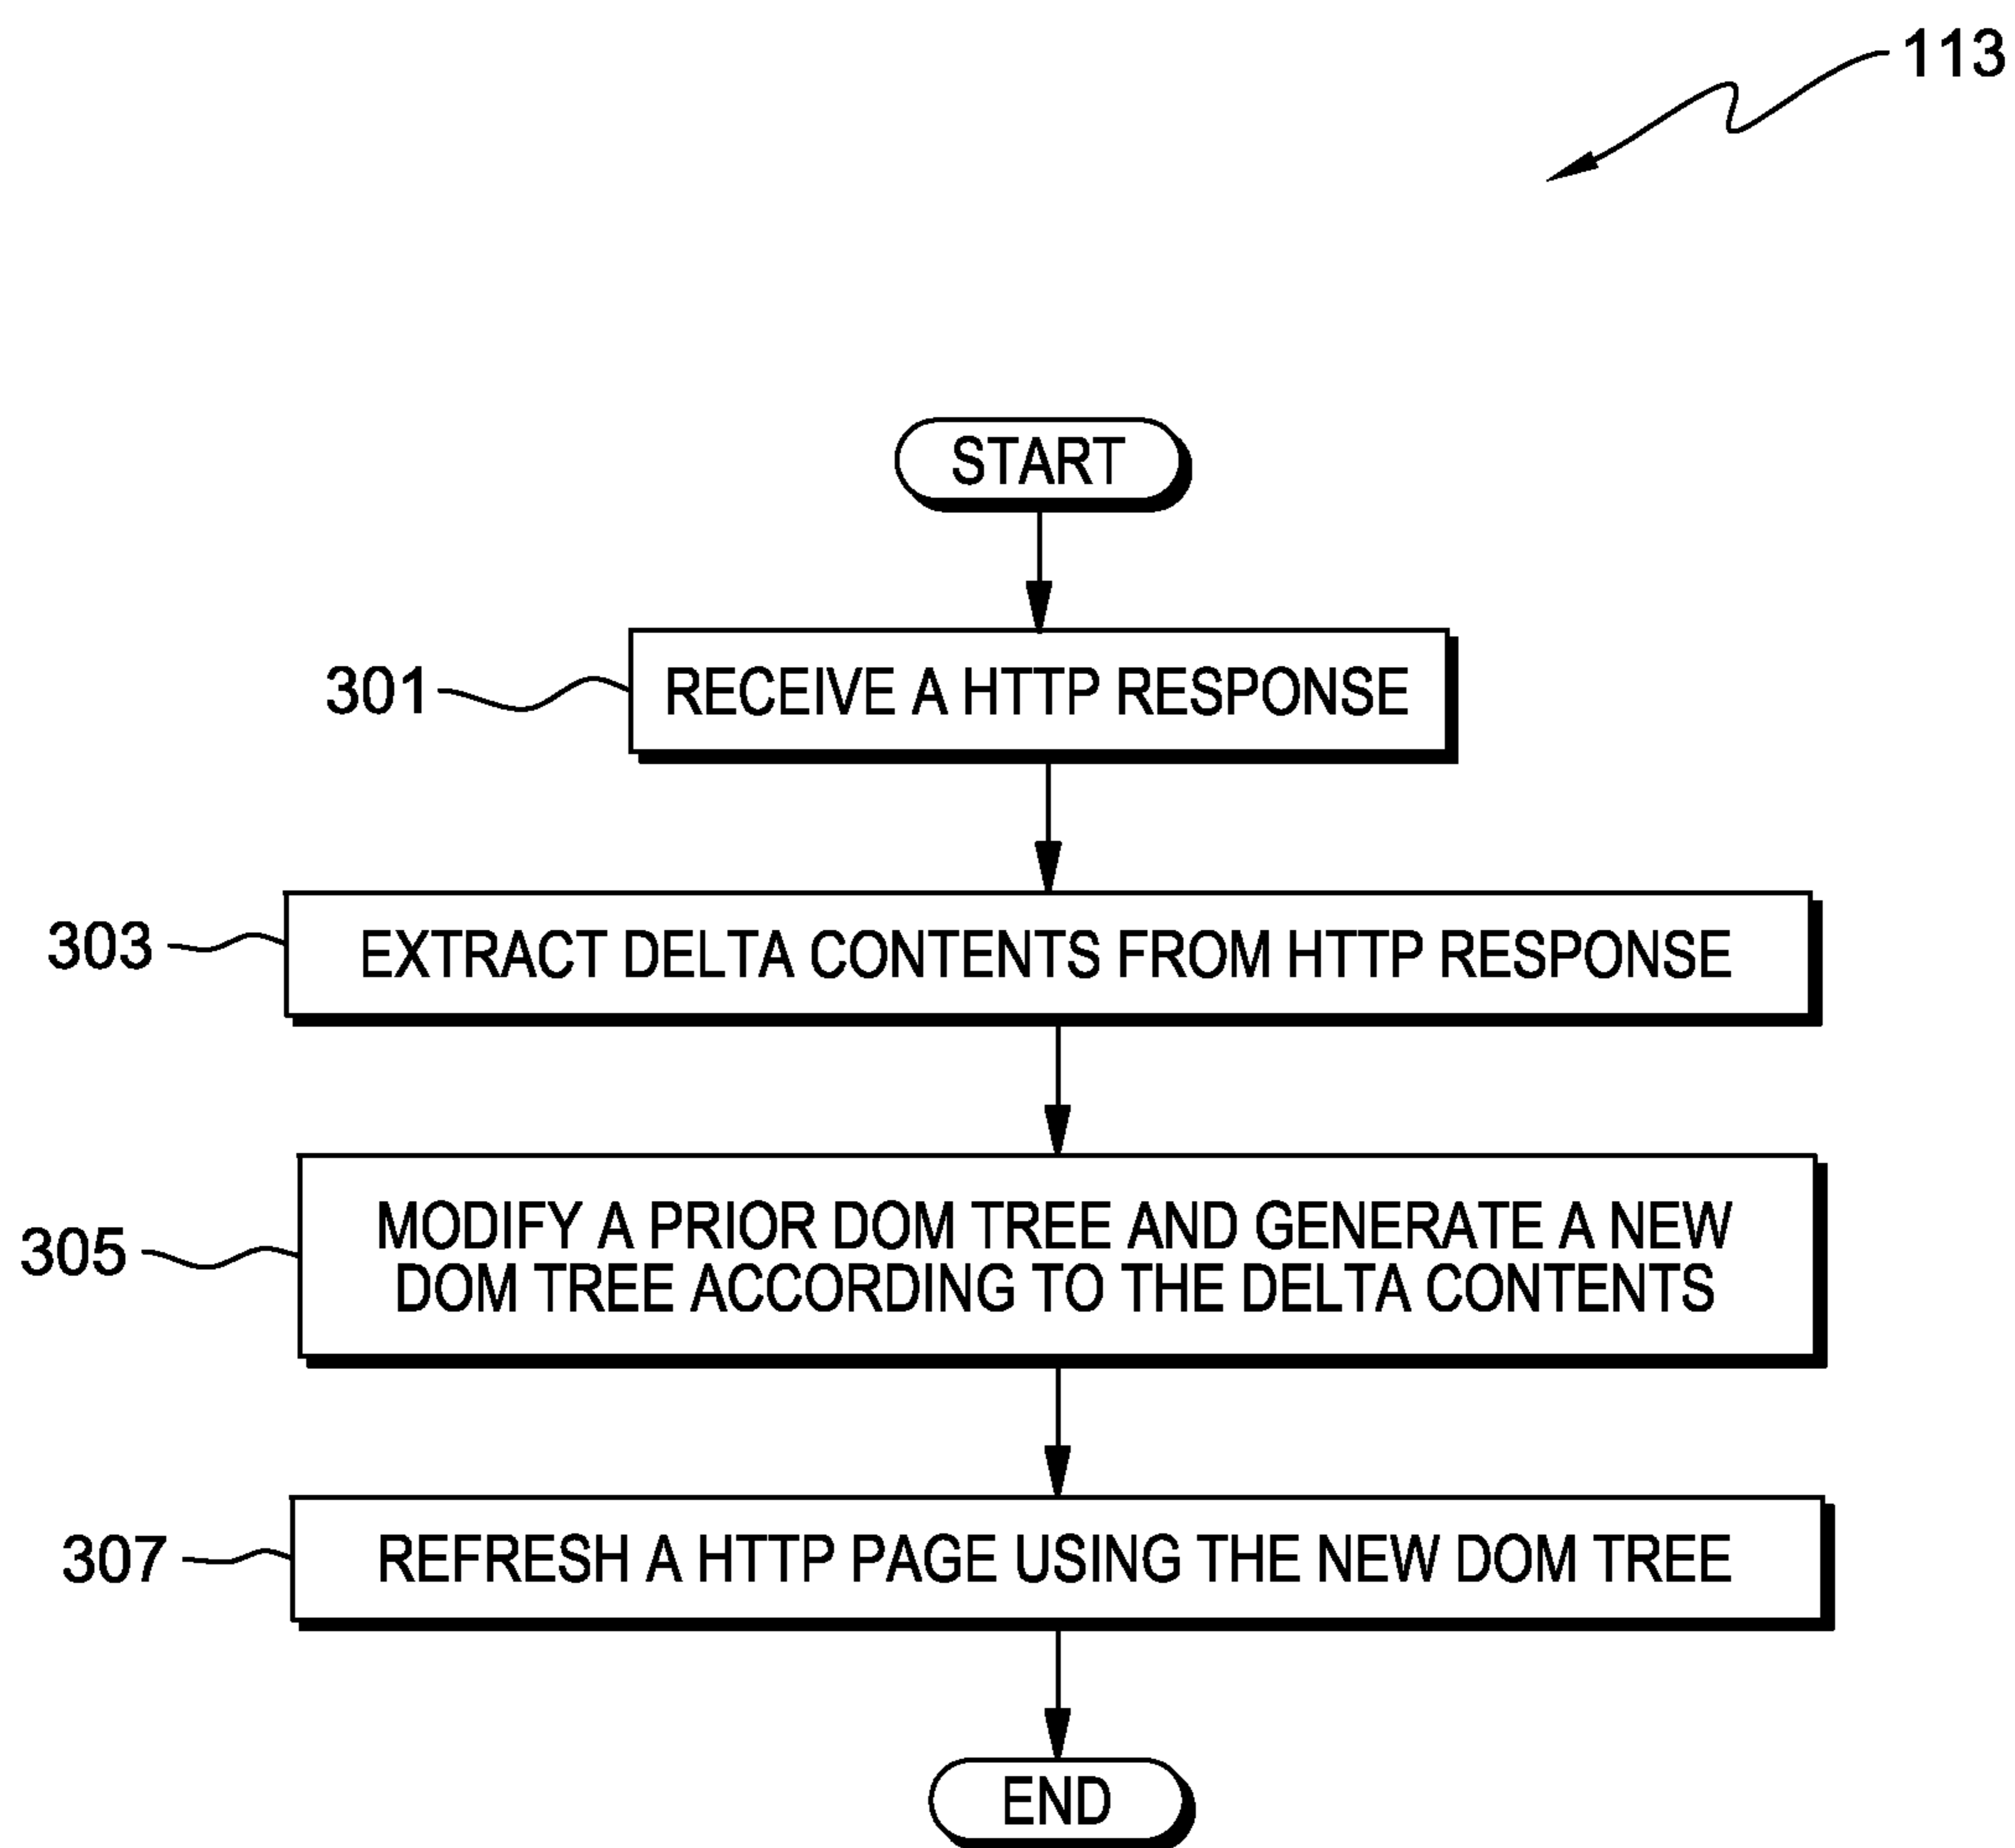 113
START
301
RECEIVE A HTTP RESPONSE
303
EXTRACT DELTA CONTENTS FROM HTTP RESPONSE
305
MODIFY A PRIOR DOM TREE AND GENERATE A NEW
DOM TREE ACCORDING TO THE DELTA CONTENTS
307
REFRESH A HTTP PAGE USING THE NEW DOM TREE
END